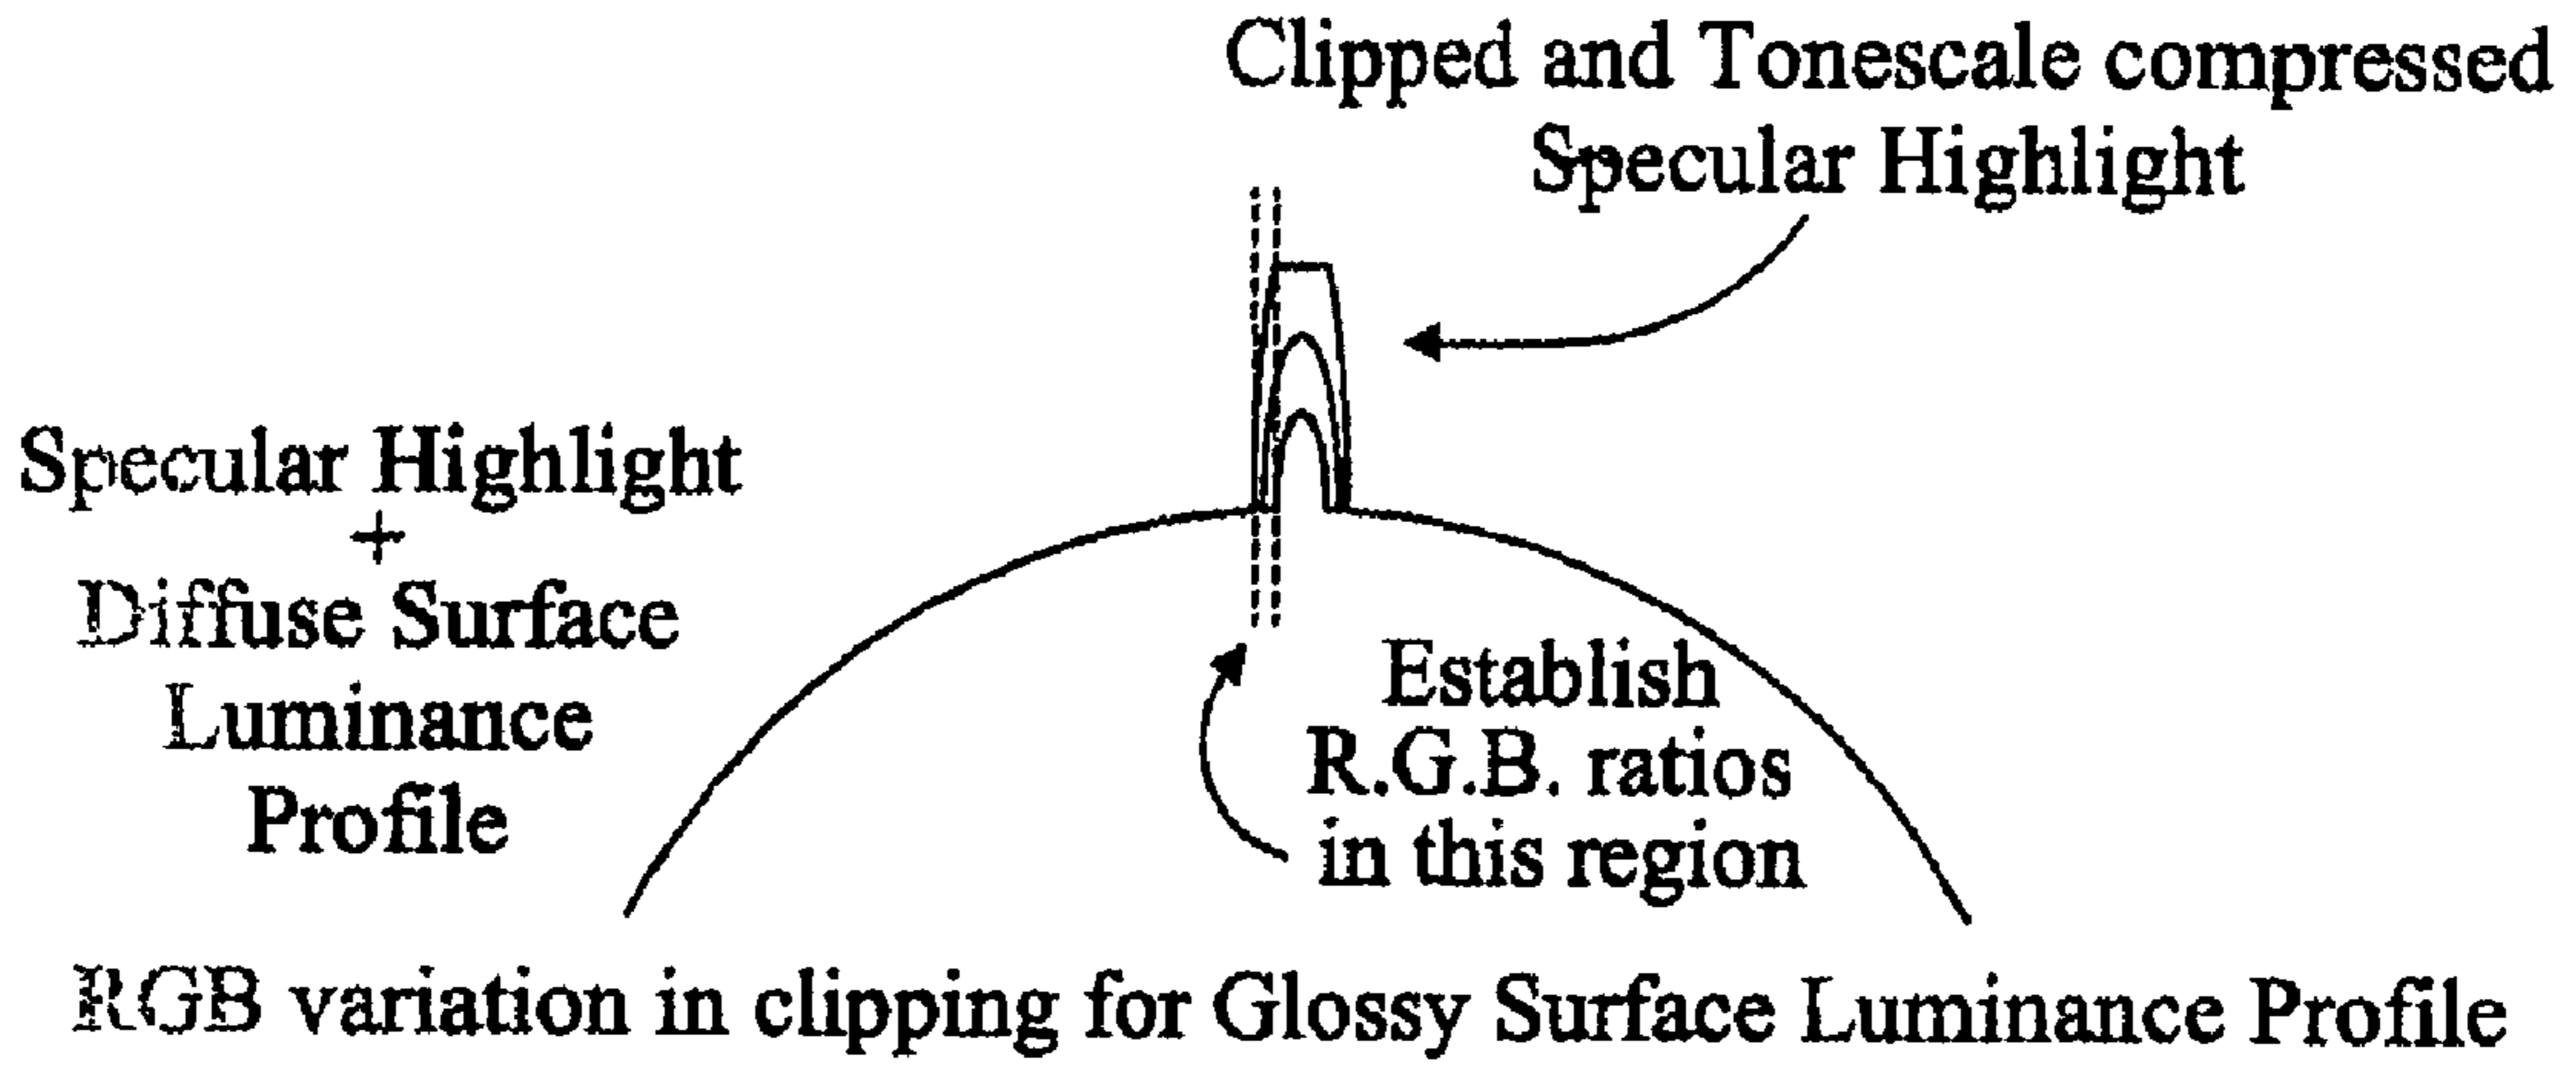 Clipped and Tonescale compressed
Specular Highlight
Specular Highlight
+
Diffuse Surface
Luminance
Profile
Establish
R.G.B. ratios
in this region
RGB variation in clipping for Glossy Surface Luminance Profile